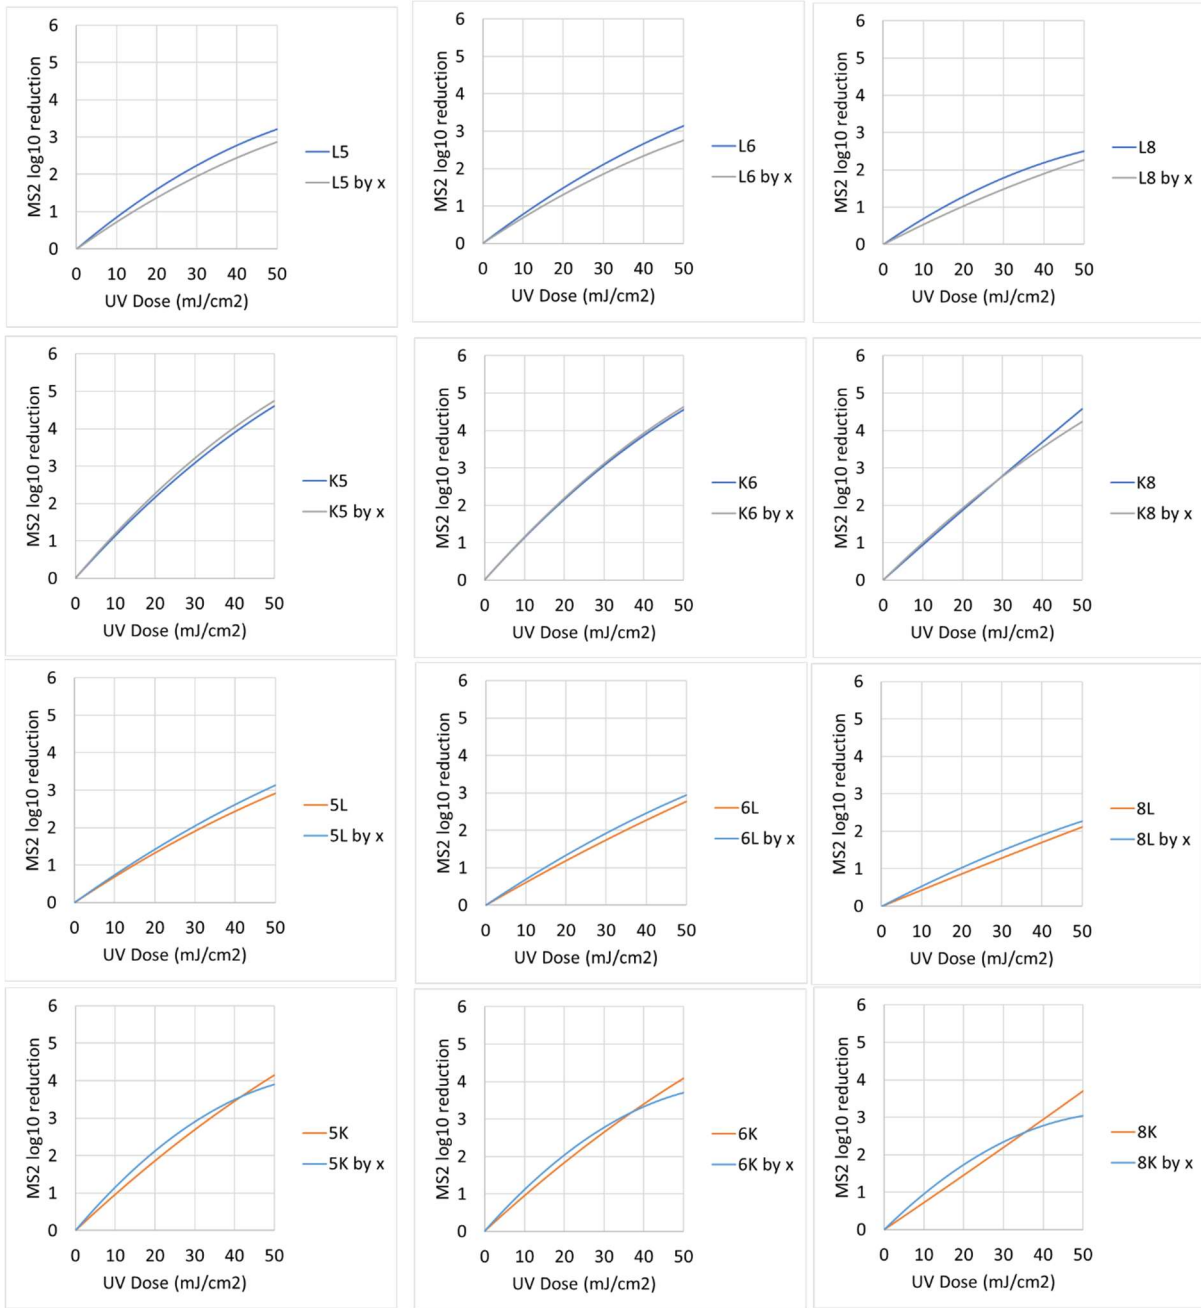 MS2 log10 reduction
6
5
4
3
2
1
0
0 10 20 30 40 50
UV Dose (mJ/cm2)
L5
L5 by x
MS2 log10 reduction
6
5
4
3
2
1
0
0 10 20 30 40 50
UV Dose (mJ/cm2)
L6
L6 by x
MS2 log10 reduction
6
5
4
3
2
1
0
0 10 20 30 40 50
UV Dose (mJ/cm2)
L8
L8 by x
MS2 log10 reduction
6
5
4
3
2
1
0
0 10 20 30 40 50
UV Dose (mJ/cm2)
K5
K5 by x
MS2 log10 reduction
6
5
4
3
2
1
0
0 10 20 30 40 50
UV Dose (mJ/cm2)
K6
K6 by x
MS2 log10 reduction
6
5
4
3
2
1
0
0 10 20 30 40 50
UV Dose (mJ/cm2)
K8
K8 by x
MS2 log10 reduction
6
5
4
3
2
1
0
0 10 20 30 40 50
UV Dose (mJ/cm2)
5L
5L by x
MS2 log10 reduction
6
5
4
3
2
1
0
0 10 20 30 40 50
UV Dose (mJ/cm2)
6L
6L by x
MS2 log10 reduction
6
5
4
3
2
1
0
0 10 20 30 40 50
UV Dose (mJ/cm2)
8L
8L by x
MS2 log10 reduction
6
5
4
3
2
1
0
0 10 20 30 40 50
UV Dose (mJ/cm2)
5K
5K by x
MS2 log10 reduction
6
5
4
3
2
1
0
0 10 20 30 40 50
UV Dose (mJ/cm2)
6K
6K by x
MS2 log10 reduction
6
5
4
3
2
1
0
0 10 20 30 40 50
UV Dose (mJ/cm2)
8K
8K by x